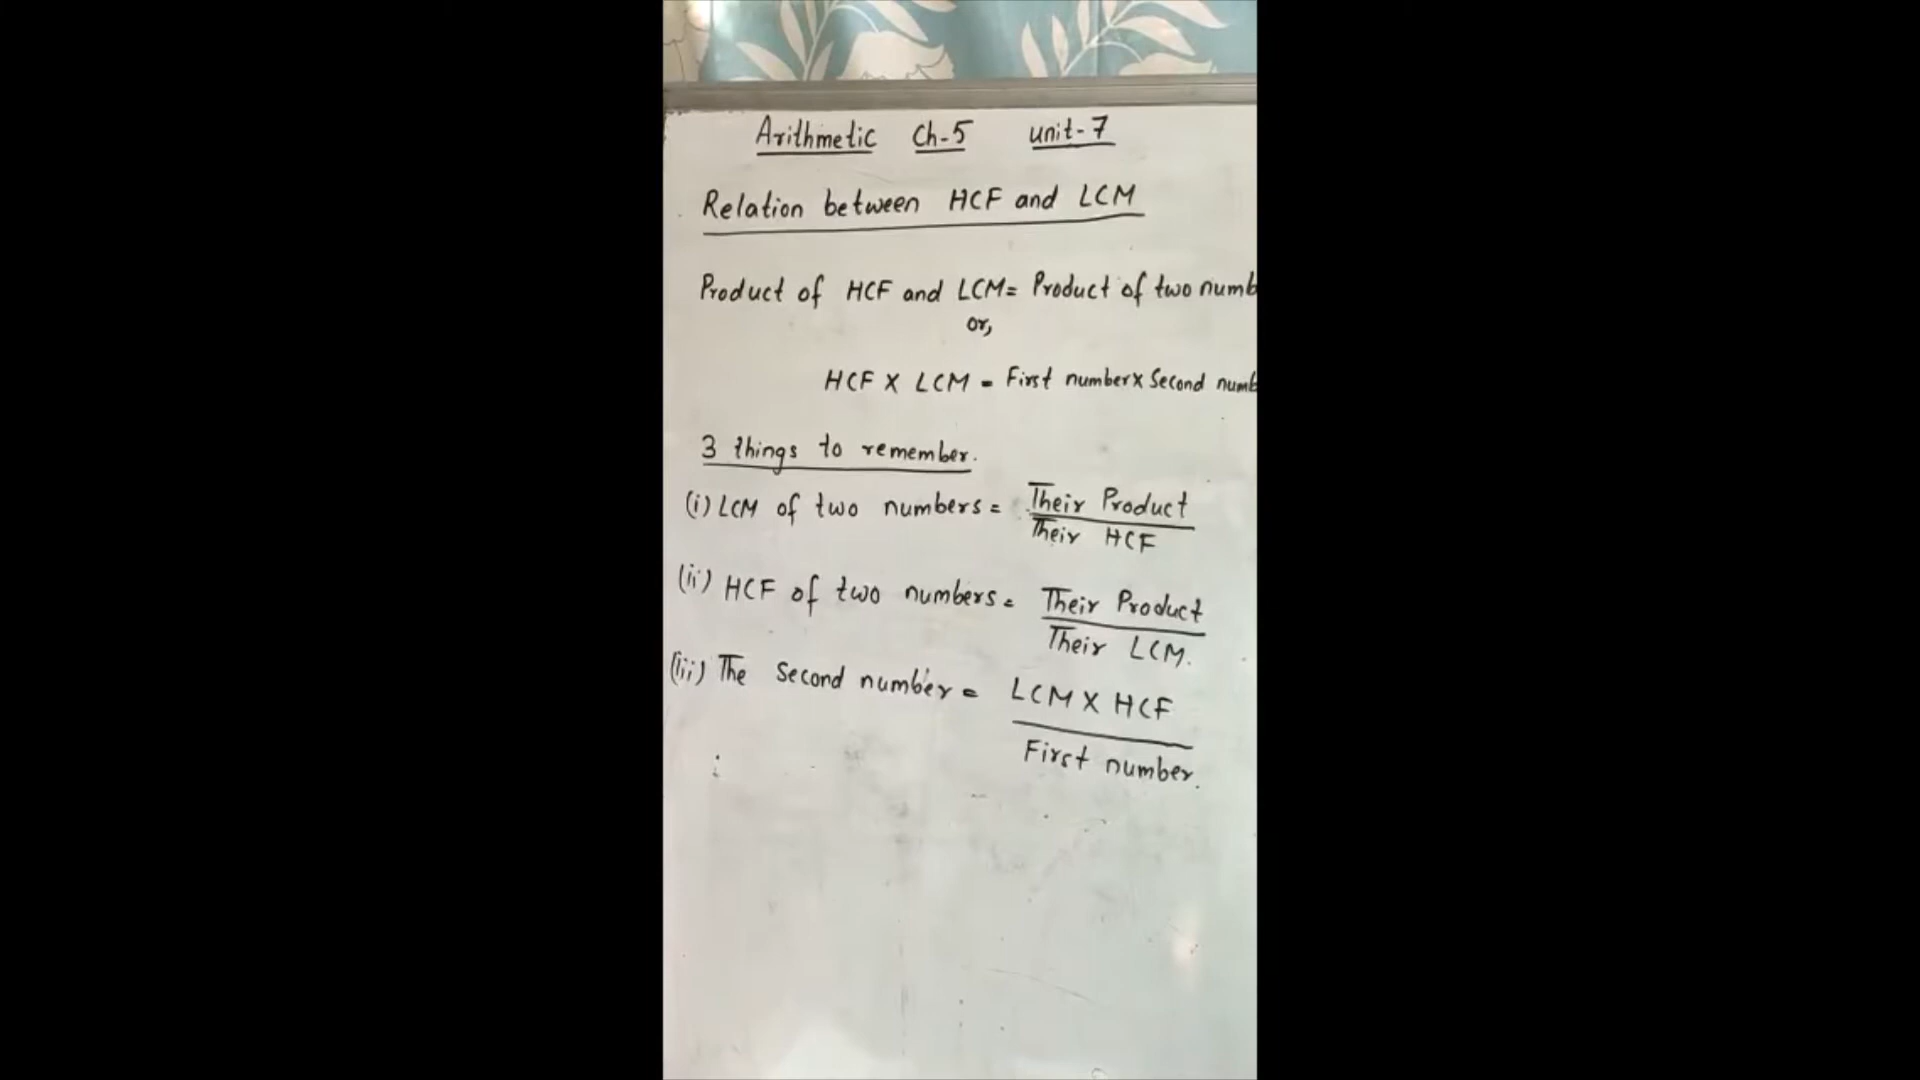 Arithmetic Ch-5 unit-7
Relation between HCF and LCM
Product of HCF and LCM= Product of two numb
or,
HCF X LCM = First number x Second numb
3 things to remember.
(i) LCM of two numbers = Their Product
Their HCF
(ii) HCF of two numbers = Their Product
Their LCM.
(iii) The Second number = LCM X HCF
First number.